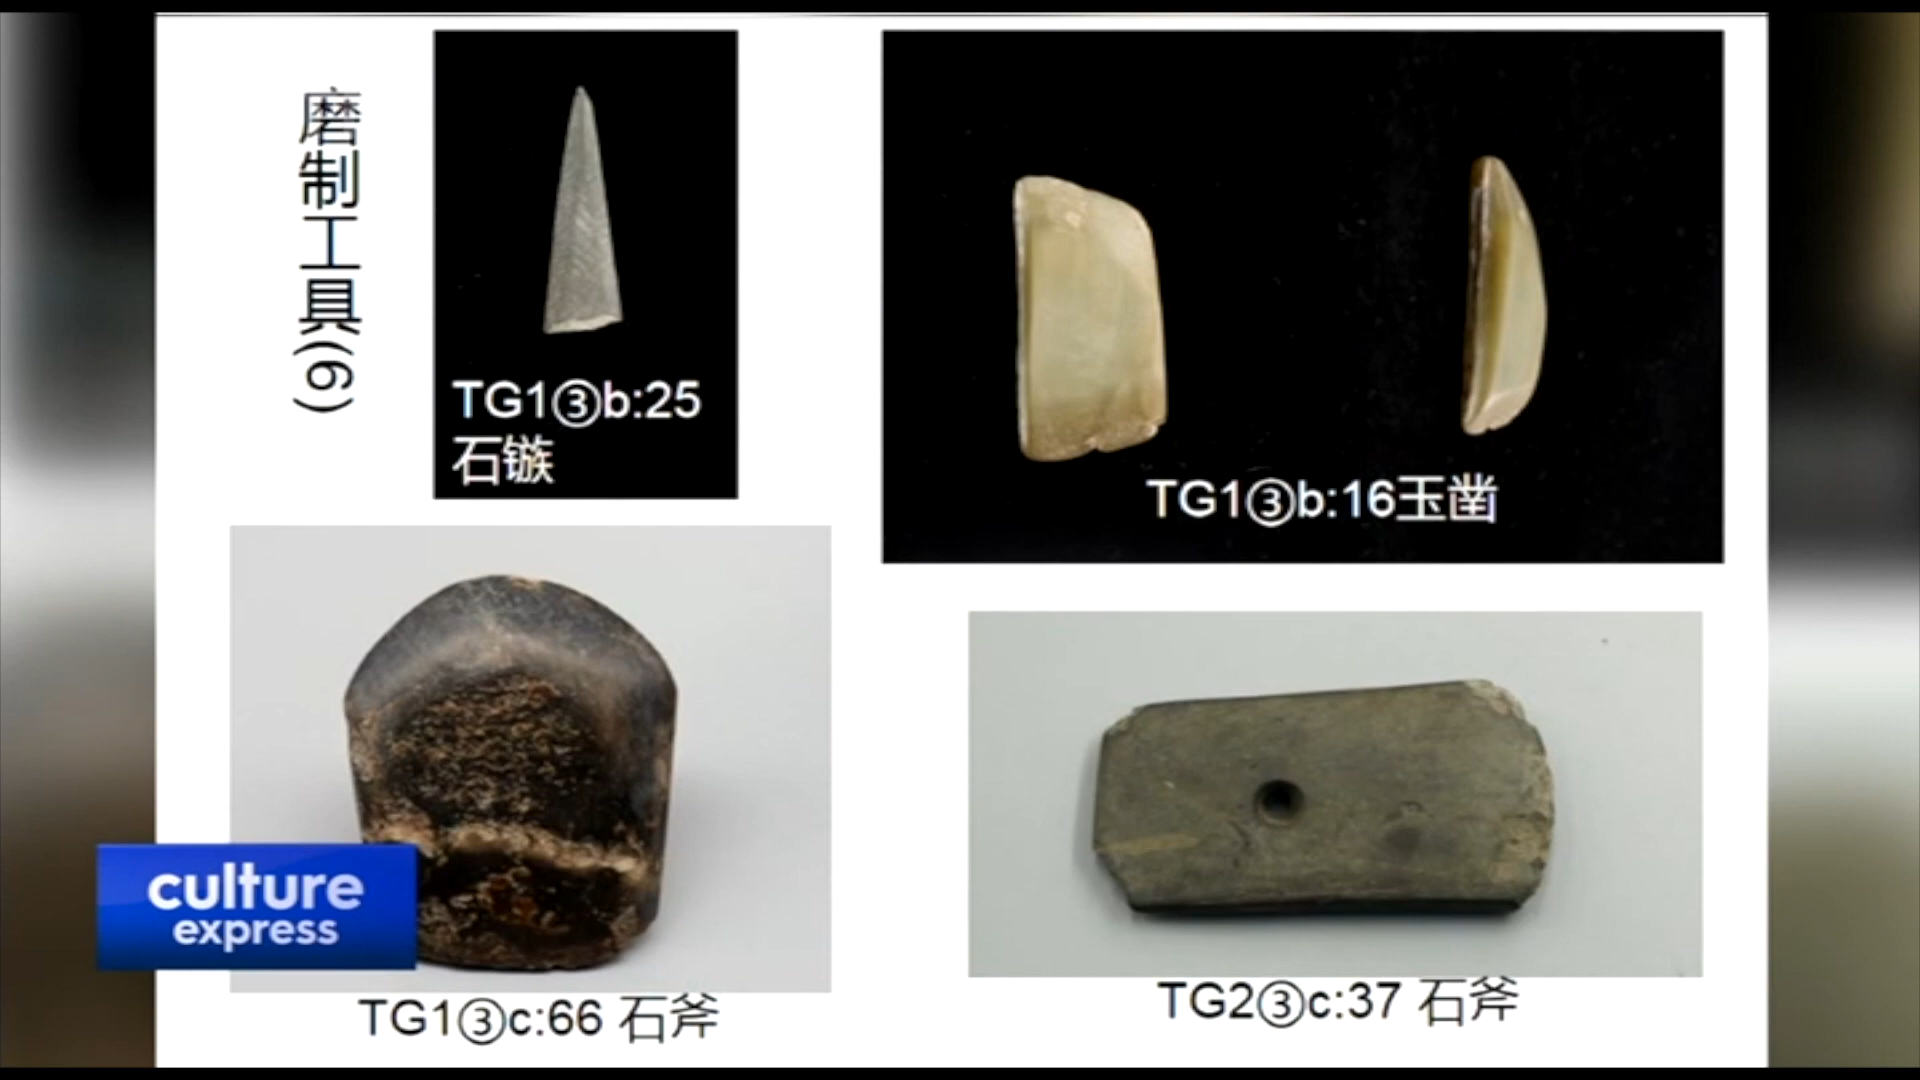 磨制工具(6)
TG1③b:25
石镞
TG1③b:16玉凿
TG1③c:66 石斧
TG2③c:37 石斧
culture
express